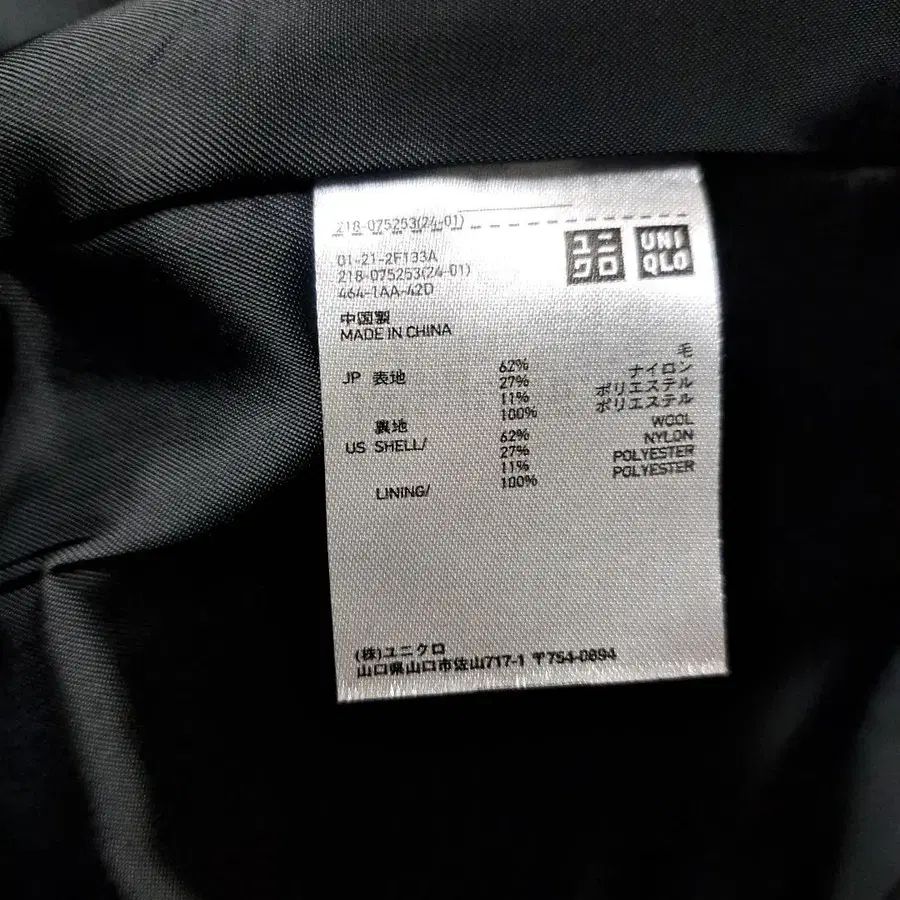 218-075253(24-01)
ユニクロ
UNIQLO
01-21-2F133A
218-075253(24-01)
464-1AA-42D
中国製
MADE IN CHINA
JP 表地 62% 毛
27% ナイロン
11% ポリエステル
裏地 100% ポリエステル
US SHELL/ 62% WOOL
27% NYLON
11% POLYESTER
LINING/ 100% POLYESTER
(株)ユニクロ
山口県山口市佐山717-1 〒754-0894